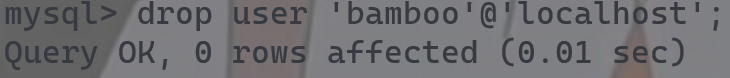 mysql> drop user 'bamboo'@'localhost';
Query OK, 0 rows affected (0.01 sec)